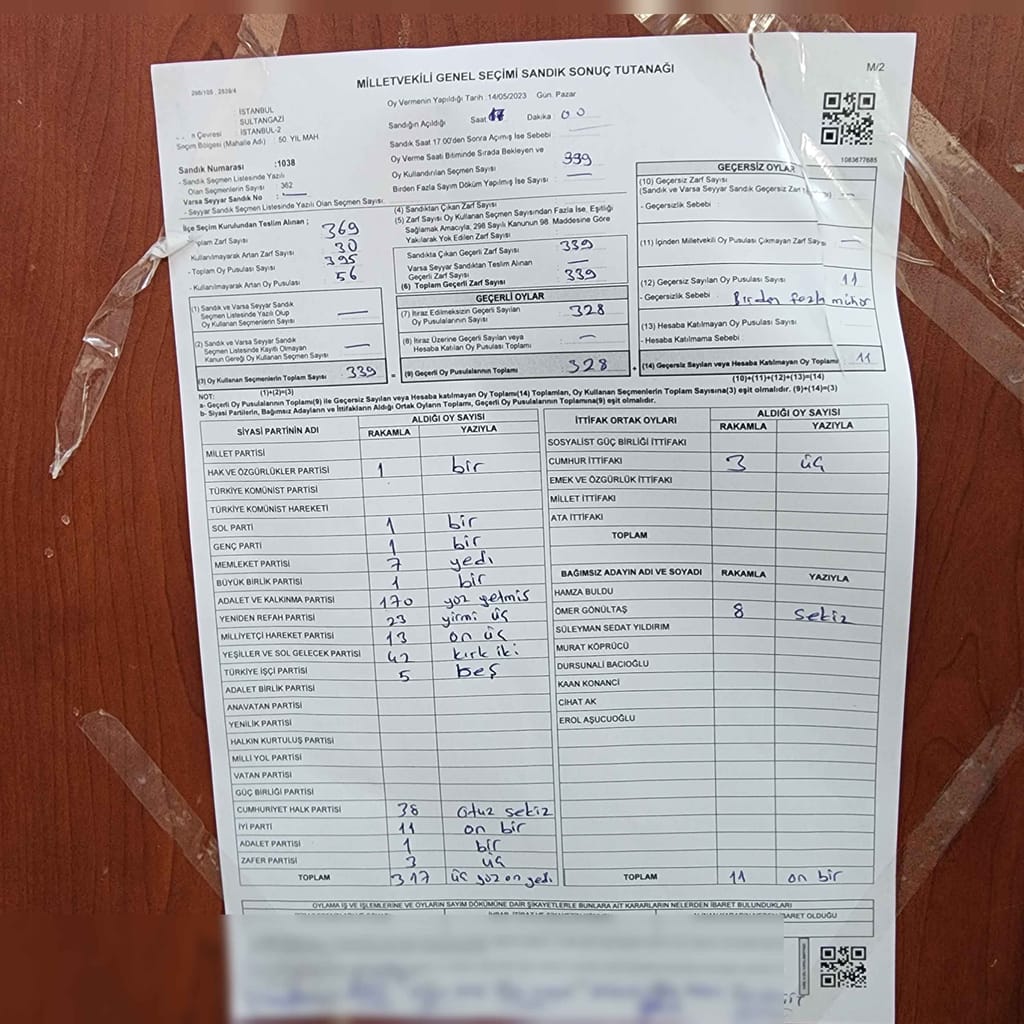 MİLLETVEKİLİ GENEL SEÇİMİ SANDIK SONUÇ TUTANAĞI
M/2
298/105 2839/4
Oy Vermenin Yapıldığı Tarih :14/05/2023 Gün. Pazar
İSTANBUL
SULTANGAZİ
Çevresi İSTANBUL-2
Seçim Bölgesi (Mahalle Adı) : 50. YIL MAH
Sandığın Açıldığı Saat 17 Dakika 00
Sandık Saat 17.00'den Sonra Açımış İse Sebebi
Oy Verme Saati Bitiminde Sırada Bekleyen ve
Oy Kullandırılan Seçmen Sayısı 339
Birden Fazla Sayım Döküm Yapılmış İse Sayısı : —
1083677685
Sandık Numarası :1038
- Sandık Seçmen Listesinde Yazılı
Olan Seçmenlerin Sayısı : 362
Varsa Seyyar Sandık No : —
- Seyyar Sandık Seçmen Listesinde Yazılı Olan Seçmen Sayısı
İlçe Seçim Kurulundan Teslim Alınan ;
Toplam Zarf Sayısı 369
Kullanılmayarak Artan Zarf Sayısı 30
- Toplam Oy Pusulası Sayısı 395
- Kullanılmayarak Artan Oy Pusulası 56
(1) Sandık ve Varsa Seyyar Sandık
Seçmen Listesinde Yazılı Olup
Oy Kullanan Seçmenlerin Sayısı —
(2) Sandık ve Varsa Seyyar Sandık
Seçmen Listesinde Kayıtlı Olmayan
Kanun Gereği Oy Kullanan Seçmen Sayısı —
(3) Oy Kullanan Seçmenlerin Toplam Sayısı 339
(1)+(2)=(3)
(4) Sandıktan Çıkan Zarf Sayısı
(5) Zarf Sayısı Oy Kullanan Seçmen Sayısından Fazla İse, Eşitliği
Sağlamak Amacıyla, 298 Sayılı Kanunun 98. Maddesine Göre
Yakılarak Yok Edilen Zarf Sayısı
Sandıkta Çıkan Geçerli Zarf Sayısı 339
Varsa Seyyar Sandıktan Teslim Alınan
Geçerli Zarf Sayısı —
(6) Toplam Geçerli Zarf Sayısı 339
GEÇERLİ OYLAR
(7) İtiraz Edilmeksizin Geçerli Sayılan
Oy Pusulalarının Sayısı 328
(8) İtiraz Üzerine Geçerli Sayılan veya
Hesaba Katılan Oy Pusulası Toplamı —
= (9) Geçerli Oy Pusulalarının Toplamı 328
GEÇERSİZ OYLAR
(10) Geçersiz Zarf Sayısı
(Sandık ve Varsa Seyyar Sandık Geçersiz Zarf —
- Geçersizlik Sebebi :
(11) İçinden Milletvekili Oy Pusulası Çıkmayan Zarf Sayısı —
(12) Geçersiz Sayılan Oy Pusulası Sayısı 11
- Geçersizlik Sebebi : Birden fazla mühür
(13) Hesaba Katılmayan Oy Pusulası Sayısı
- Hesaba Katılmama Sebebi
+ (14) Geçersiz Sayılan veya Hesaba Katılmayan Oy Toplamı 11
(10)+(11)+(12)+(13)=(14)
NOT:
a- Geçerli Oy Pusulalarının Toplamı(9) ile Geçersiz Sayılan veya Hesaba katılmayan Oy Toplamı(14) Toplamları, Oy Kullanan Seçmenlerin Toplam Sayısına(3) eşit olmalıdır. (9)+(14)=(3)
b- Siyasi Partilerin, Bağımsız Adayların ve İttifakların Aldığı Ortak Oyların Toplamı, Geçerli Oy Pusulalarının Toplamına(9) eşit olmalıdır.
SİYASİ PARTİNİN ADI ALDIĞI OY SAYISI
RAKAMLA YAZIYLA
MİLLET PARTİSİ
HAK VE ÖZGÜRLÜKLER PARTİSİ 1 bir
TÜRKİYE KOMÜNİST PARTİSİ
TÜRKİYE KOMÜNİST HAREKETİ
SOL PARTİ 1 bir
GENÇ PARTİ 1 bir
MEMLEKET PARTİSİ 7 yedi
BÜYÜK BİRLİK PARTİSİ 1 bir
ADALET VE KALKINMA PARTİSİ 170 yüz yetmiş
YENİDEN REFAH PARTİSİ 23 yirmi üç
MİLLİYETÇİ HAREKET PARTİSİ 13 on üç
YEŞİLLER VE SOL GELECEK PARTİSİ 42 kırk iki
TÜRKİYE İŞÇİ PARTİSİ 5 beş
ADALET BİRLİK PARTİSİ
ANAVATAN PARTİSİ
YENİLİK PARTİSİ
HALKIN KURTULUŞ PARTİSİ
MİLLİ YOL PARTİSİ
VATAN PARTİSİ
GÜÇ BİRLİĞİ PARTİSİ
CUMHURİYET HALK PARTİSİ 38 otuz sekiz
İYİ PARTİ 11 on bir
ADALET PARTİSİ 1 bir
ZAFER PARTİSİ 3 üç
TOPLAM 317 üç yüz on yedi
İTTİFAK ORTAK OYLARI ALDIĞI OY SAYISI
RAKAMLA YAZIYLA
SOSYALİST GÜÇ BİRLİĞİ İTTİFAKI
CUMHUR İTTİFAKI 3 üç
EMEK VE ÖZGÜRLÜK İTTİFAKI
MİLLET İTTİFAKI
ATA İTTİFAKI
TOPLAM
BAĞIMSIZ ADAYIN ADI VE SOYADI RAKAMLA YAZIYLA
HAMZA BULDU
ÖMER GÖNÜLTAŞ 8 sekiz
SÜLEYMAN SEDAT YILDIRIM
MURAT KÖPRÜCÜ
DURSUNALİ BACIOĞLU
KAAN KONANCİ
CİHAT AK
EROL AŞUCUOĞLU
TOPLAM 11 on bir
OYLAMA İŞ VE İŞLEMLERİNE VE OYLARIN SAYIM DÖKÜMÜNE DAİR ŞİKAYETLERLE BUNLARA AİT KARARLARIN NELERDEN İBARET BULUNDUKLARI
İBARET OLDUĞU